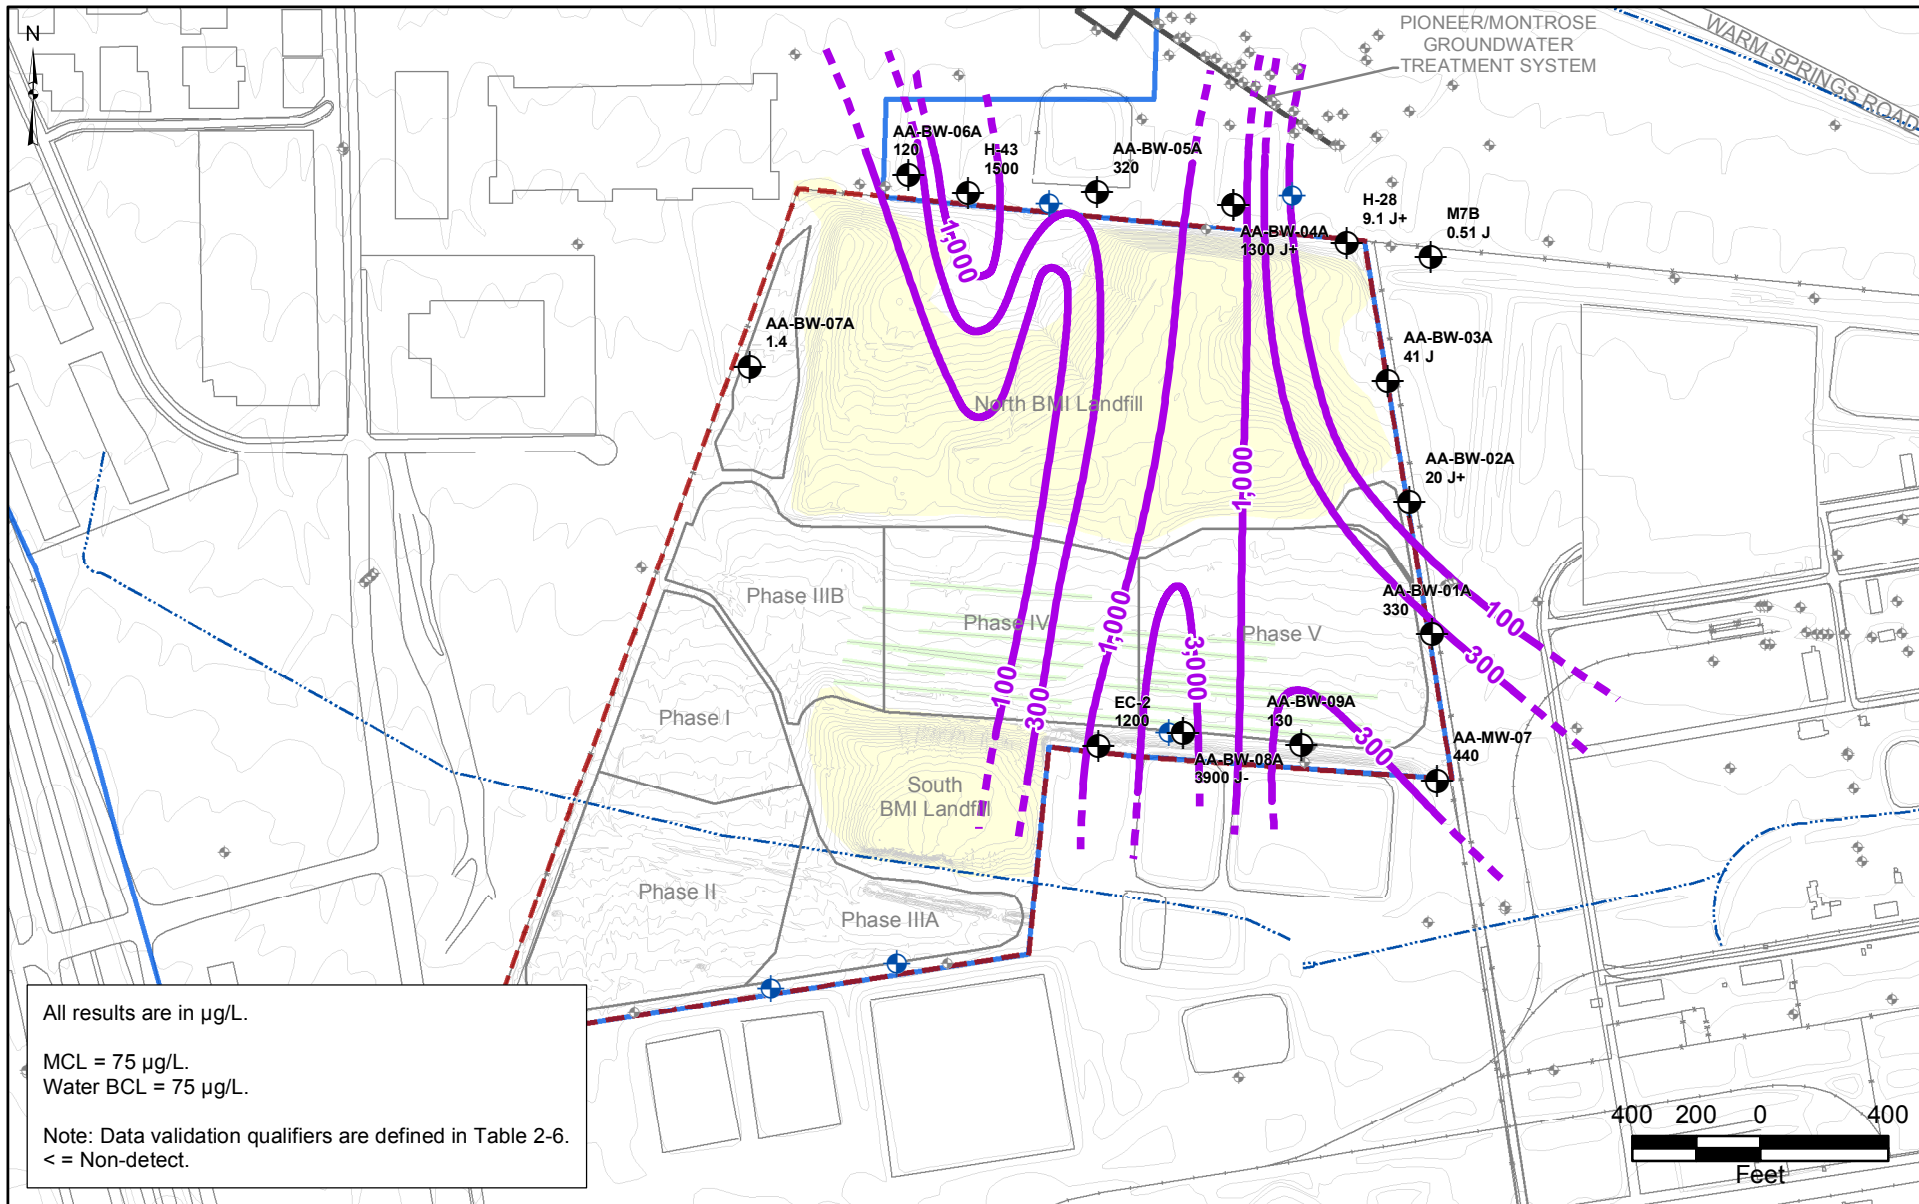 N
PIONEER/MONTROSE
GROUNDWATER
TREATMENT SYSTEM
WARM SPRINGS ROAD
AA-BW-06A
120
H-43
1500
AA-BW-05A
320
H-28
9.1 J+
M7B
0.51 J
AA-BW-04A
1300 J+
1,000
AA-BW-07A
1.4
AA-BW-03A
41 J
North BMI Landfill
AA-BW-02A
20 J+
1,000
Phase IIIB
Phase IV
Phase V
AA-BW-01A
330
100
1,000
3,000
300
100
300
Phase I
EC-2
1200
AA-BW-09A
130
300
AA-MW-07
440
AA-BW-08A
3900 J-
South
BMI Landfill
Phase II
Phase IIIA
All results are in µg/L.
MCL = 75 µg/L.
Water BCL = 75 µg/L.
Note: Data validation qualifiers are defined in Table 2-6.
< = Non-detect.
400 200 0 400
Feet